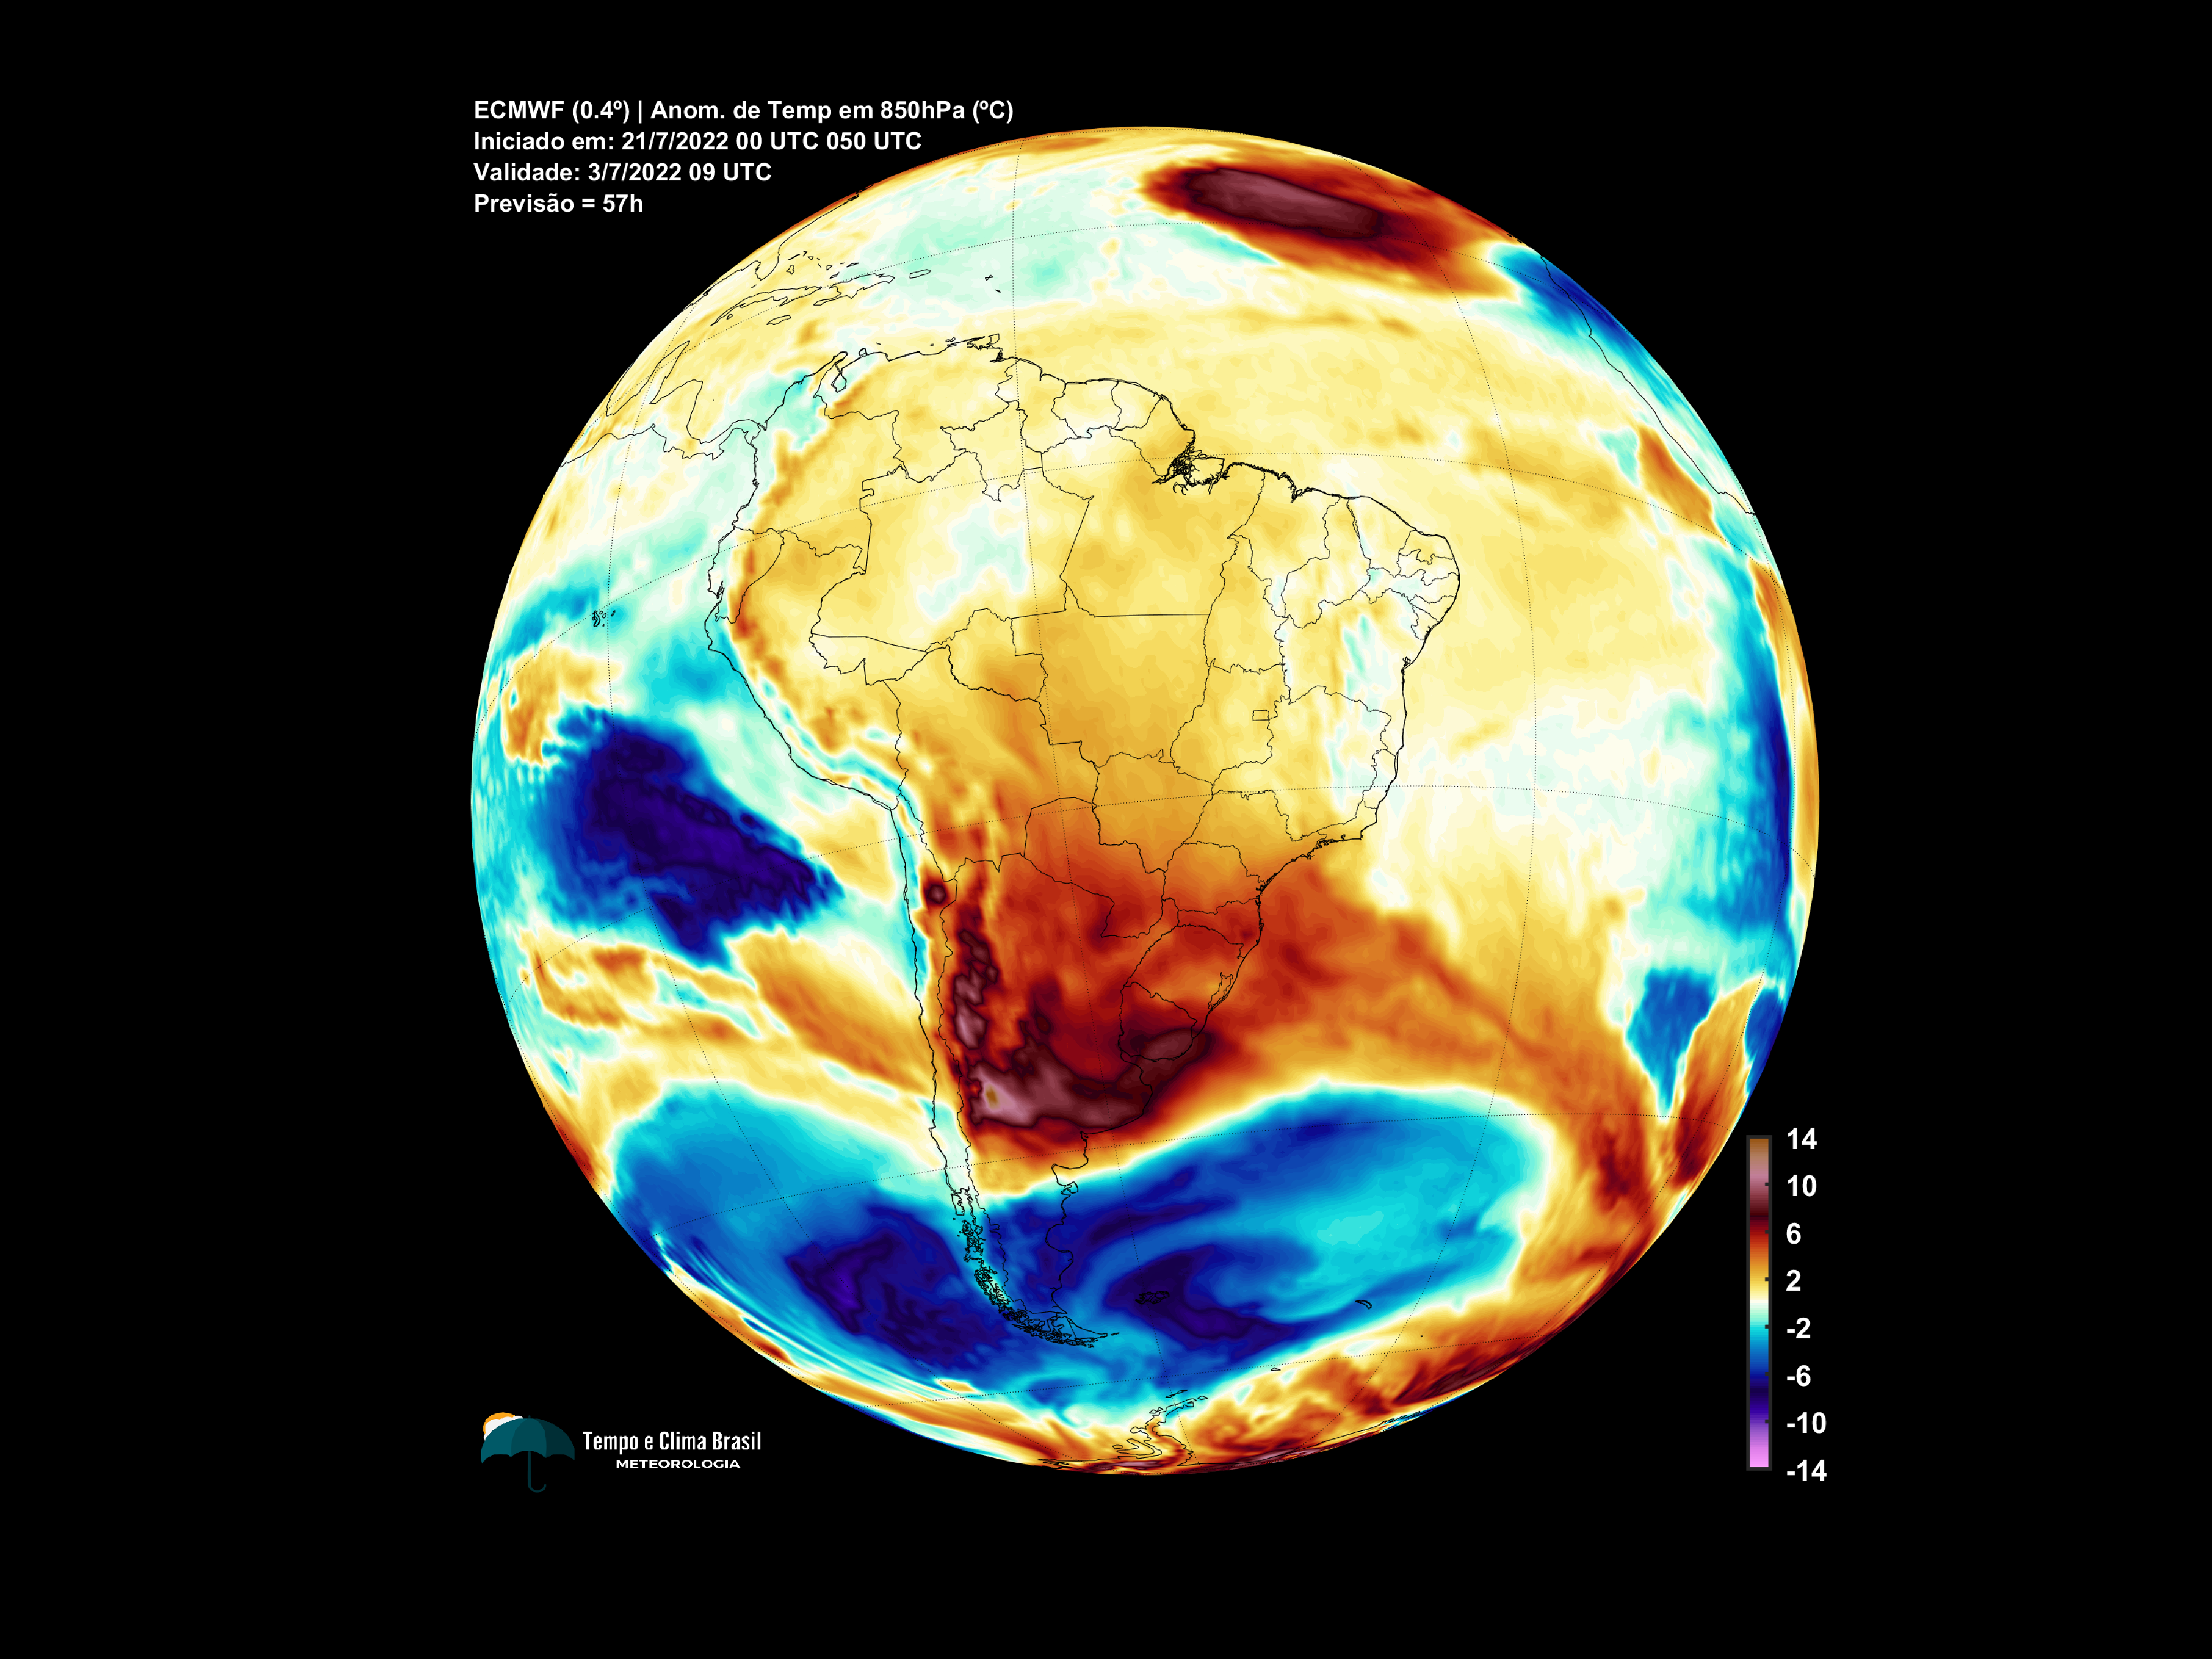 ECMWF (0.4º) | Anom. de Temp em 850hPa (ºC)
Iniciado em: 21/7/2022 00 UTC 050 UTC
Validade: 3/7/2022 09 UTC
Previsão = 57h
14
10
6
2
-2
-6
-10
-14
Tempo e Clima Brasil
METEOROLOGIA